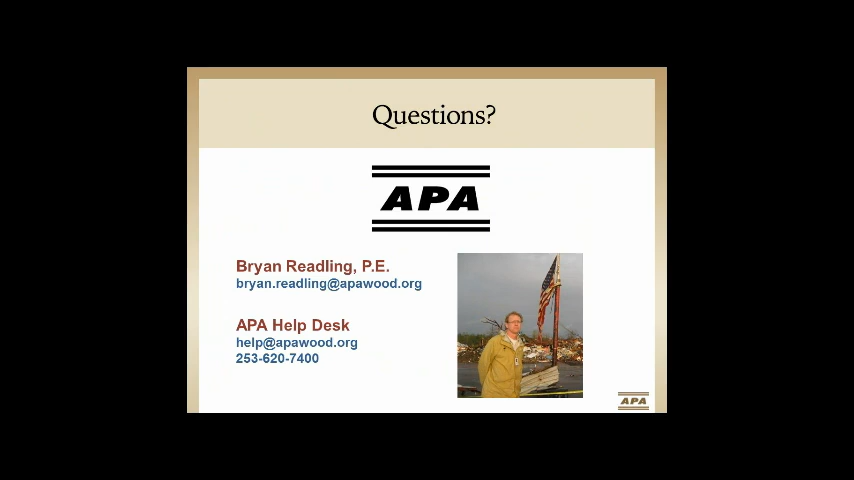 Questions?
APA
Bryan Readling, P.E.
bryan.readling@apawood.org
APA Help Desk
help@apawood.org
253-620-7400
APA